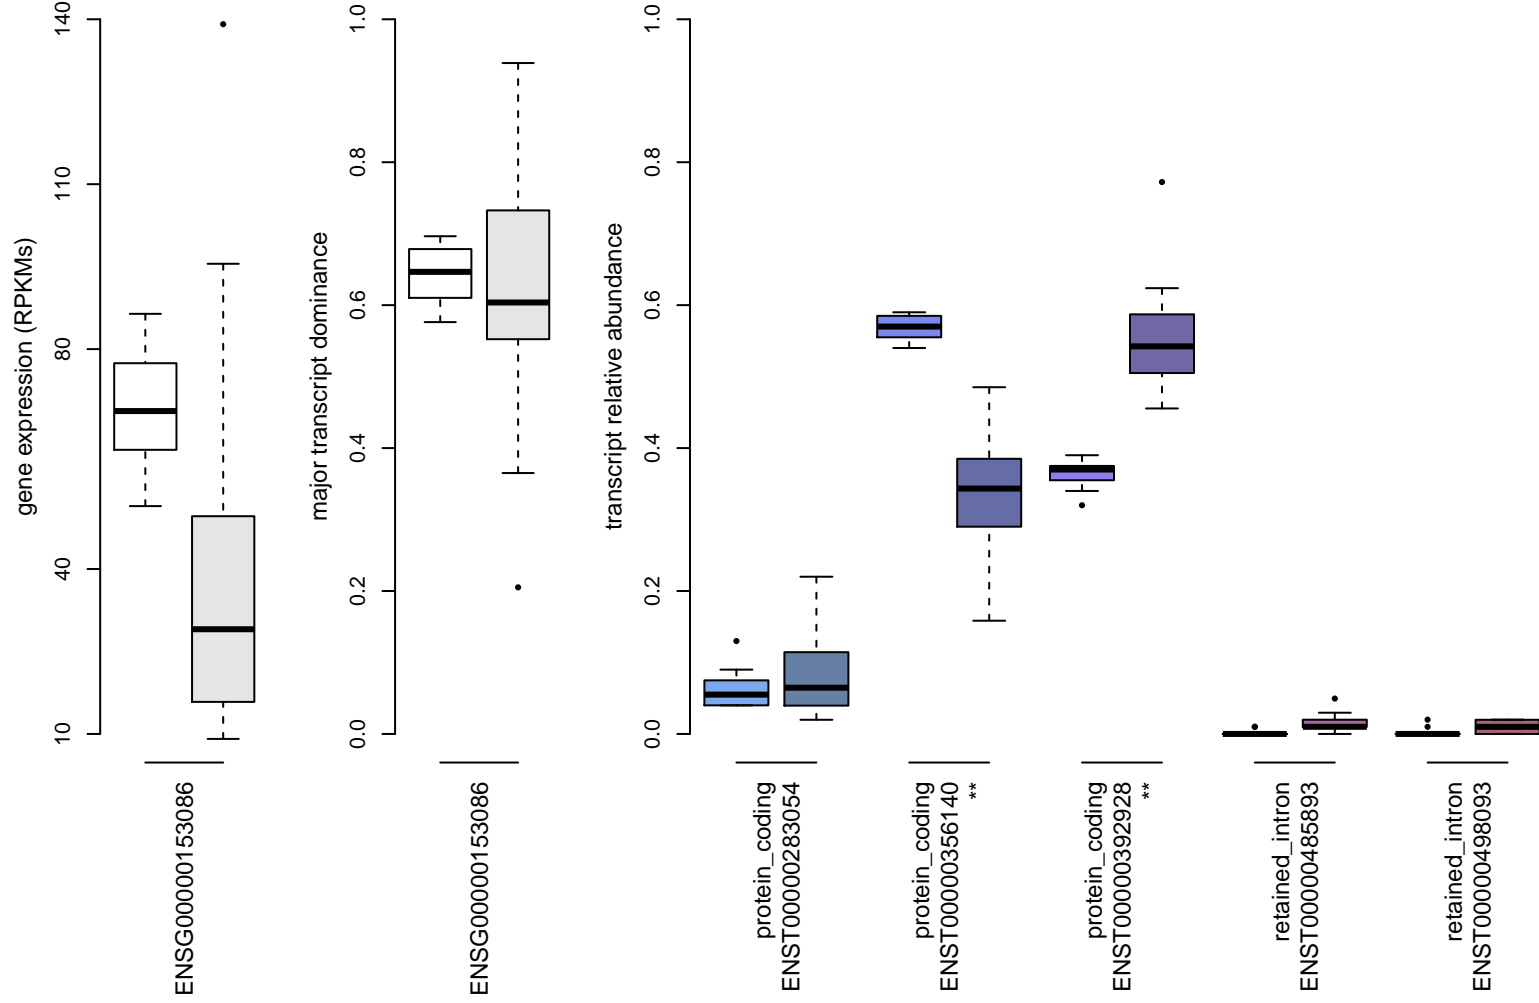 gene expression (RPKMs)
140
110
80
40
10
ENSG00000153086
major transcript dominance
1.0
0.8
0.6
0.4
0.2
0.0
ENSG00000153086
transcript relative abundance
1.0
0.8
0.6
0.4
0.2
0.0
protein_coding
ENST00000283054
protein_coding
ENST00000356140
**
protein_coding
ENST00000392928
**
retained_intron
ENST00000485893
retained_intron
ENST00000498093